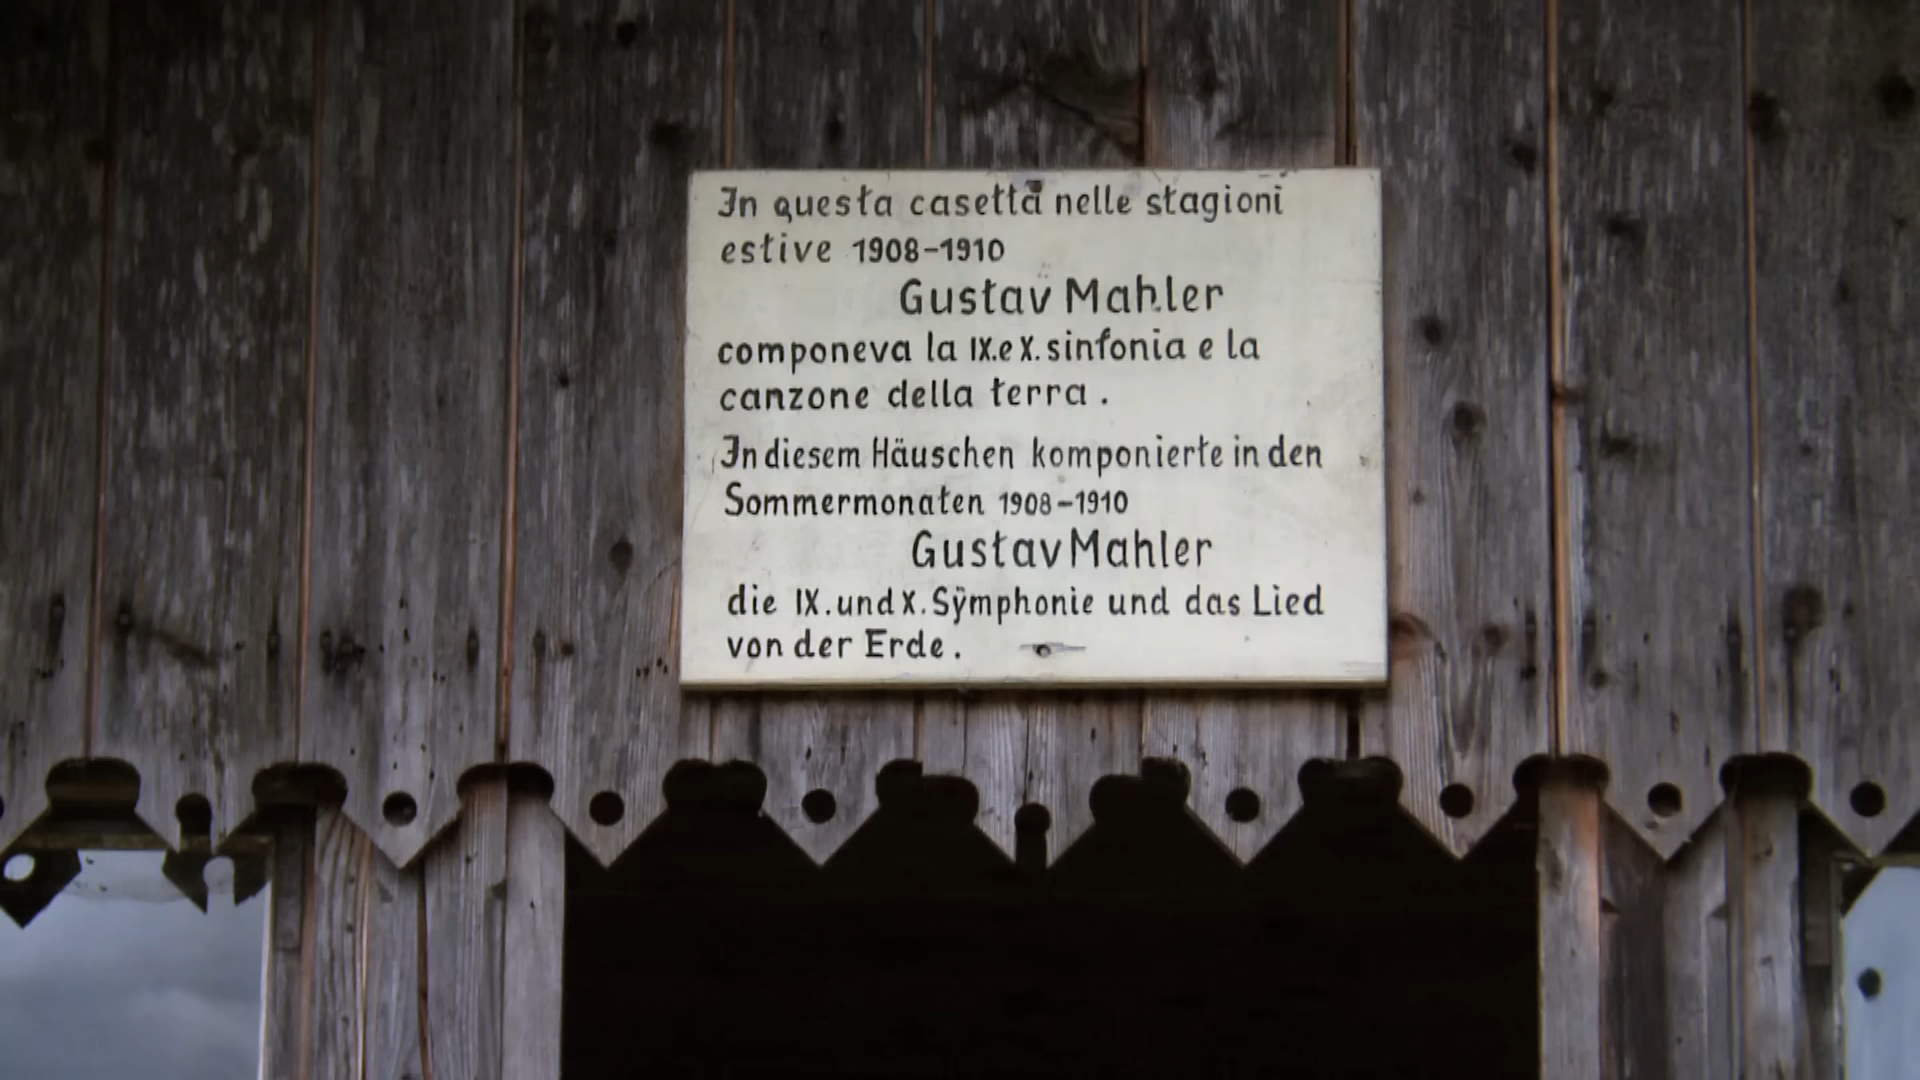 In questa casetta nelle stagioni
estive 1908-1910
Gustav Mahler
componeva la IX.e X. sinfonia e la
canzone della terra .
In diesem Häuschen komponierte in den
Sommermonaten 1908-1910
Gustav Mahler
die IX. und X. Sÿmphonie und das Lied
von der Erde .